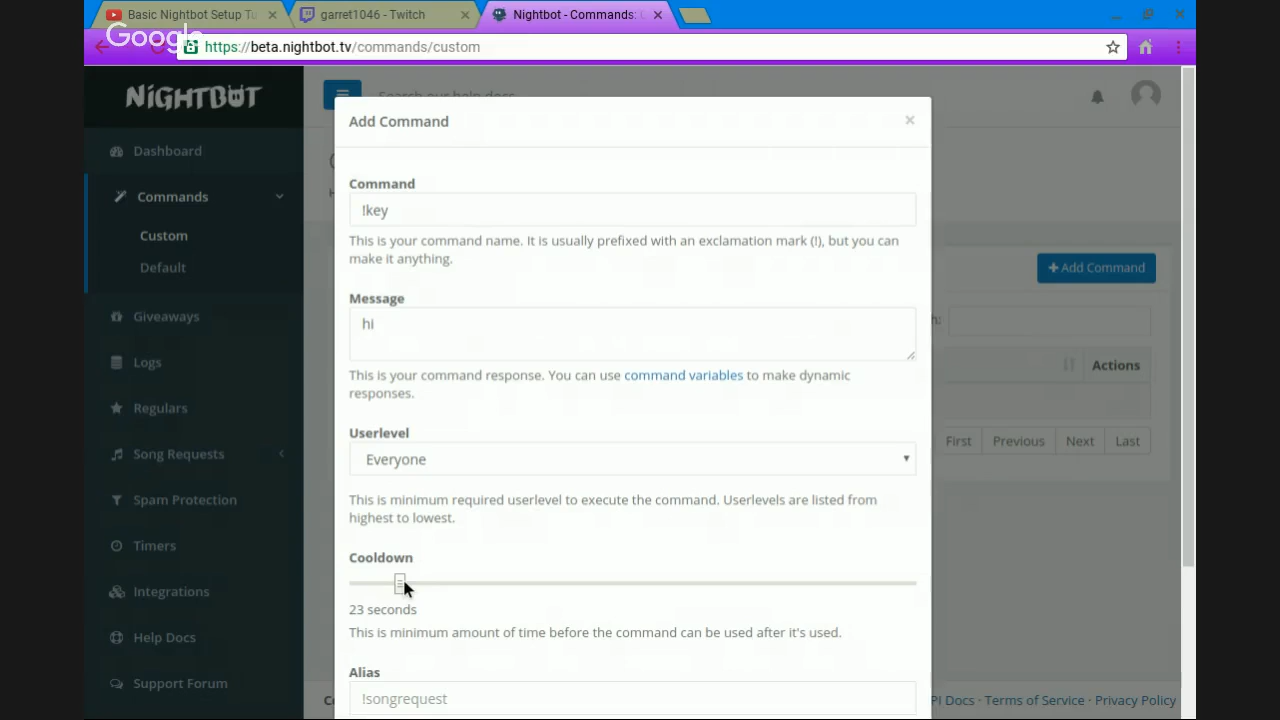 Basic Nightbot Setup Tu
garret1046 - Twitch
Nightbot - Commands: C
Google
https://beta.nightbot.tv/commands/custom
NIGHTBOT
Search our help docs
Dashboard
Commands
Custom
Default
Giveaways
Logs
Regulars
Song Requests
Spam Protection
Timers
Integrations
Help Docs
Support Forum
Add Command
×
Command
!key
This is your command name. It is usually prefixed with an exclamation mark (!), but you can
make it anything.
Message
hi
This is your command response. You can use command variables to make dynamic
responses.
Userlevel
Everyone
This is minimum required userlevel to execute the command. Userlevels are listed from
highest to lowest.
Cooldown
23 seconds
This is minimum amount of time before the command can be used after it's used.
Alias
!songrequest
+ Add Command
h:
Actions
First Previous Next Last
PI Docs · Terms of Service · Privacy Policy